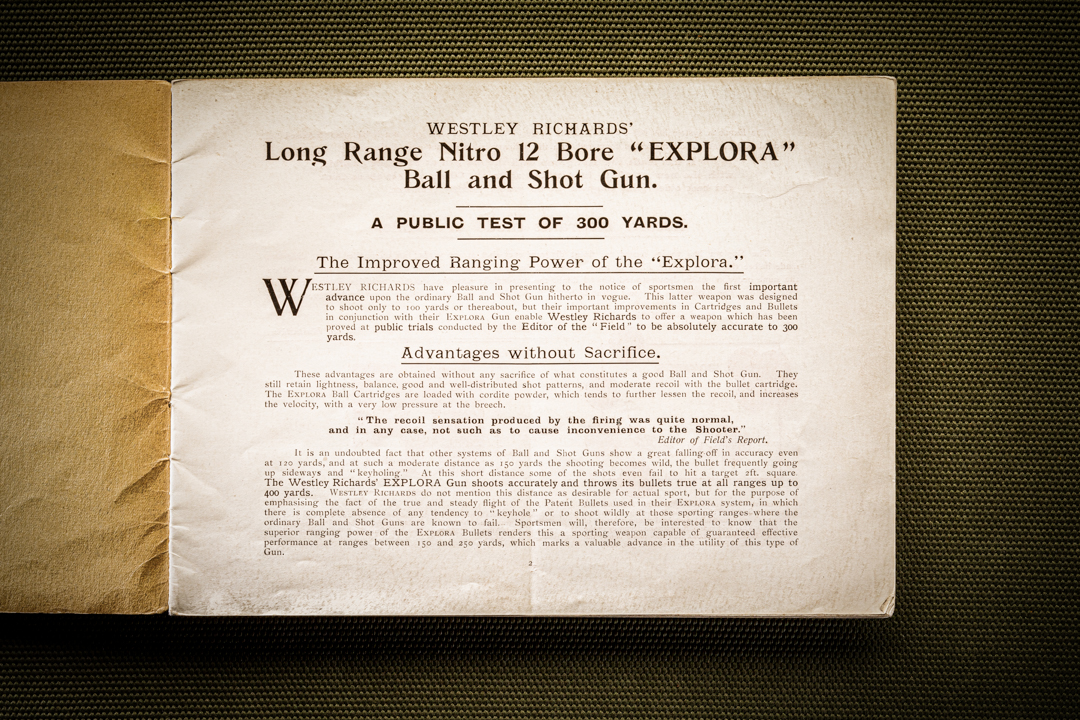 WESTLEY RICHARDS'
Long Range Nitro 12 Bore “EXPLORA”
Ball and Shot Gun.
A PUBLIC TEST OF 300 YARDS.
The Improved Ranging Power of the “Explora.”
WESTLEY RICHARDS have pleasure in presenting to the notice of sportsmen the first important
advance upon the ordinary Ball and Shot Gun hitherto in vogue. This latter weapon was designed
to shoot only to 100 yards or thereabout, but their important improvements in Cartridges and Bullets
in conjunction with their EXPLORA Gun enable Westley Richards to offer a weapon which has been
proved at public trials conducted by the Editor of the “Field” to be absolutely accurate to 300
yards.
Advantages without Sacrifice.
These advantages are obtained without any sacrifice of what constitutes a good Ball and Shot Gun. They
still retain lightness, balance, good and well-distributed shot patterns, and moderate recoil with the bullet cartridge.
The EXPLORA Ball Cartridges are loaded with cordite powder, which tends to further lessen the recoil, and increases
the velocity, with a very low pressure at the breech.
“The recoil sensation produced by the firing was quite normal,
and in any case, not such as to cause inconvenience to the Shooter.”
Editor of Field's Report.
It is an undoubted fact that other systems of Ball and Shot Guns show a great falling-off in accuracy even
at 120 yards, and at such a moderate distance as 150 yards the shooting becomes wild, the bullet frequently going
up sideways and “keyholing.” At this short distance some of the shots even fail to hit a target 2ft. square.
The Westley Richards' EXPLORA Gun shoots accurately and throws its bullets true at all ranges up to
400 yards. WESTLEY RICHARDS do not mention this distance as desirable for actual sport, but for the purpose of
emphasising the fact of the true and steady flight of the Patent Bullets used in their EXPLORA system, in which
there is complete absence of any tendency to “keyhole” or to shoot wildly at those sporting ranges where the
ordinary Ball and Shot Guns are known to fail. Sportsmen will, therefore, be interested to know that the
superior ranging power of the EXPLORA Bullets renders this a sporting weapon capable of guaranteed effective
performance at ranges between 150 and 250 yards, which marks a valuable advance in the utility of this type of
Gun.
2